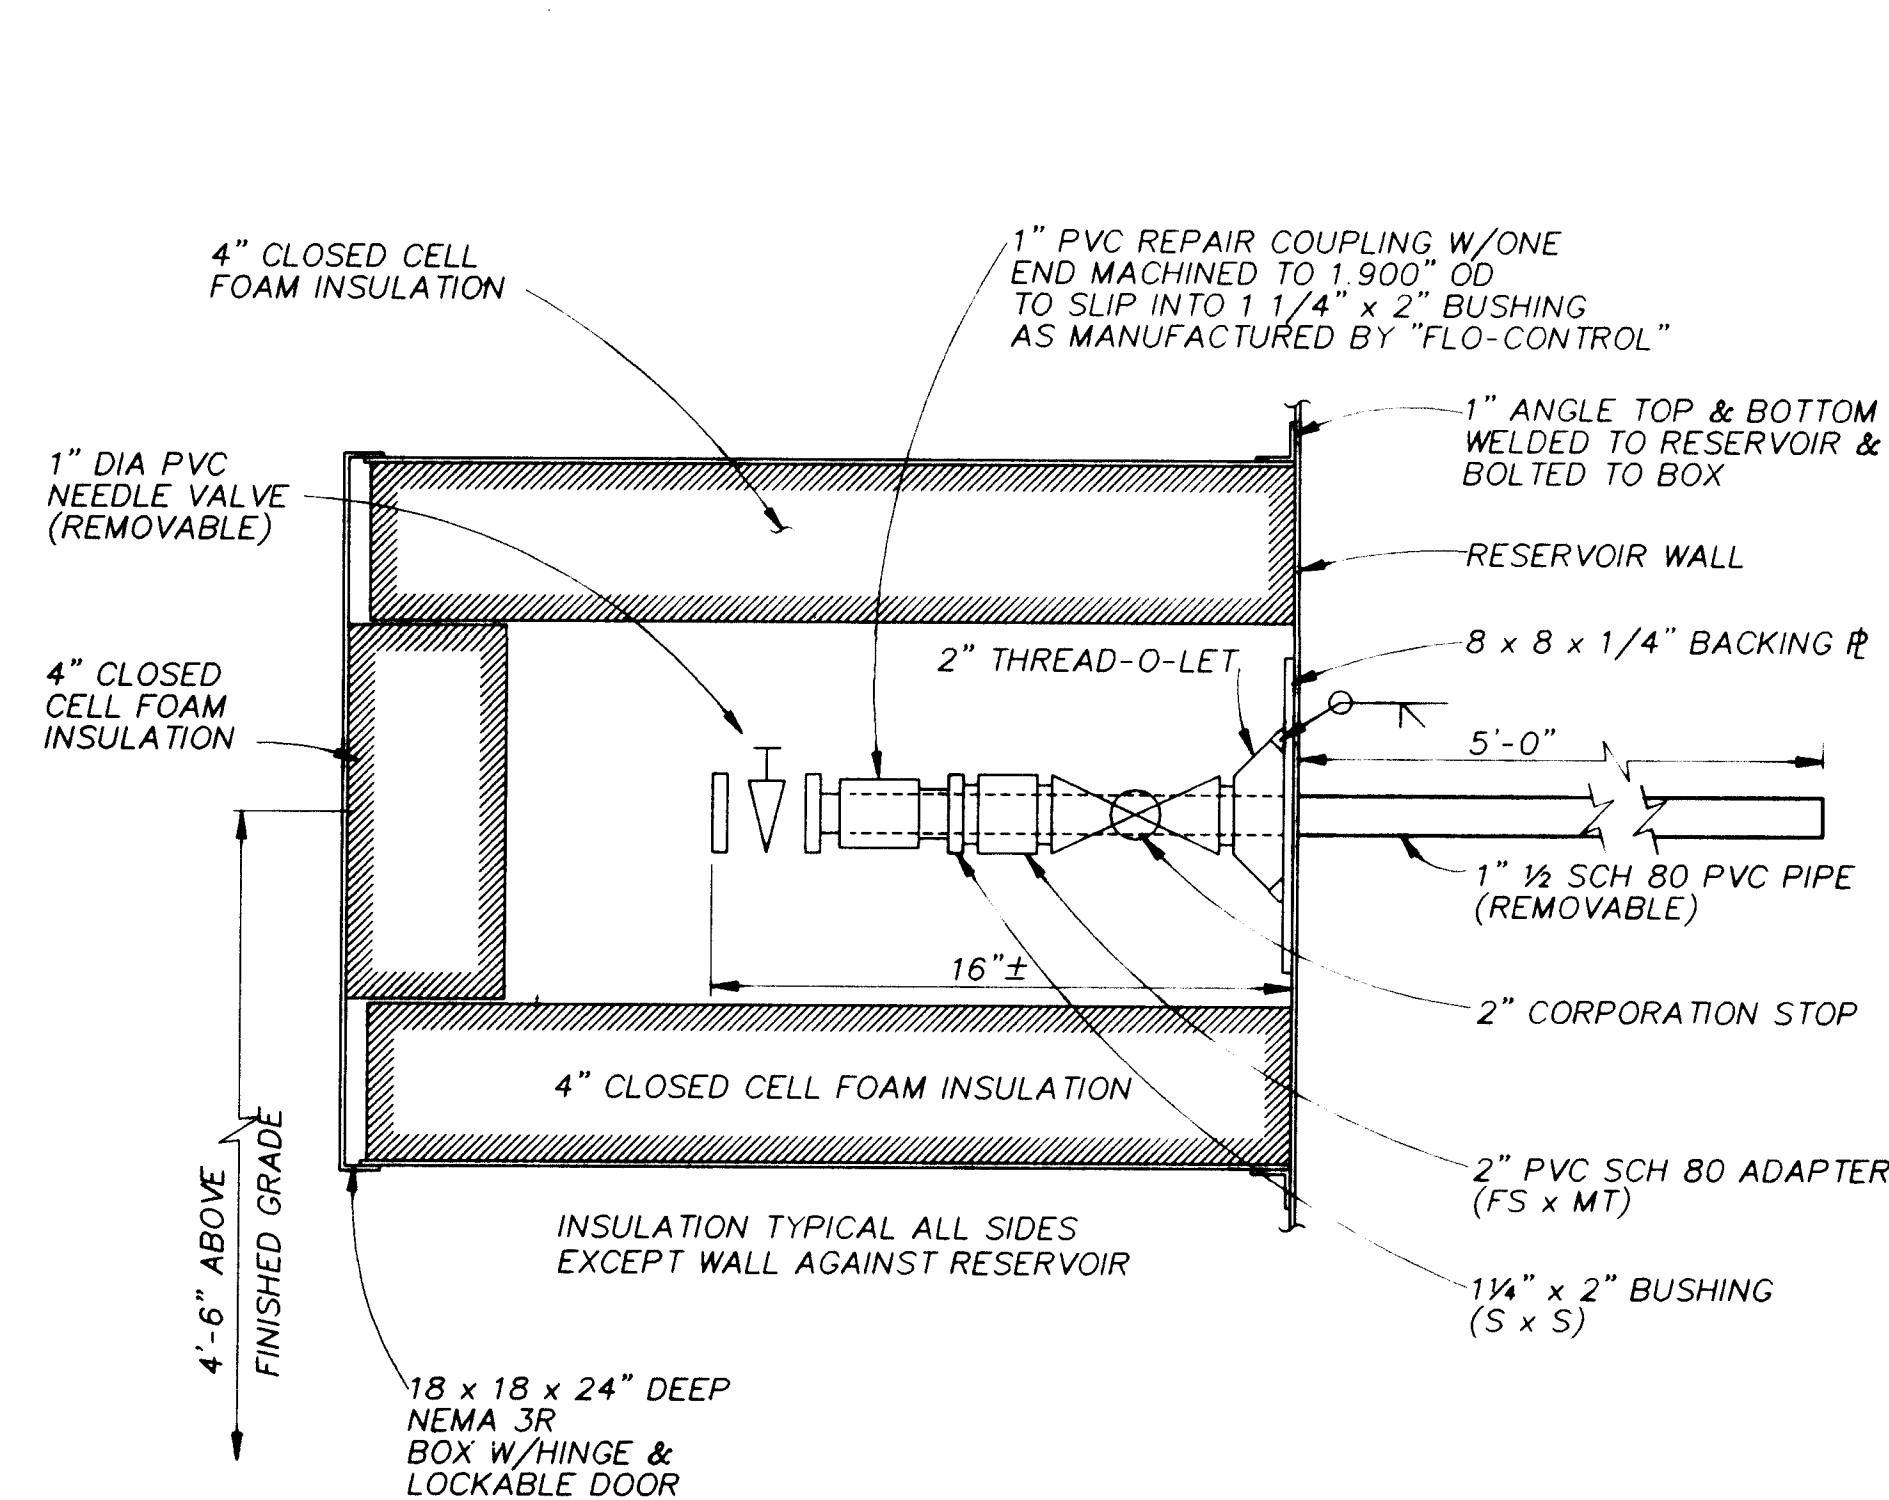 4" CLOSED CELL
FOAM INSULATION
1" PVC REPAIR COUPLING W/ONE
END MACHINED TO 1.900" OD
TO SLIP INTO 1 1/4" x 2" BUSHING
AS MANUFACTURED BY "FLO-CONTROL"
1" ANGLE TOP & BOTTOM
WELDED TO RESERVOIR &
BOLTED TO BOX
1" DIA PVC
NEEDLE VALVE
(REMOVABLE)
RESERVOIR WALL
8 x 8 x 1/4" BACKING PL
2" THREAD-O-LET
4" CLOSED
CELL FOAM
INSULATION
5'-0"
1" ½ SCH 80 PVC PIPE
(REMOVABLE)
16"±
2" CORPORATION STOP
4" CLOSED CELL FOAM INSULATION
2" PVC SCH 80 ADAPTER
(FS x MT)
4'-6" ABOVE
FINISHED GRADE
INSULATION TYPICAL ALL SIDES
EXCEPT WALL AGAINST RESERVOIR
1¼" x 2" BUSHING
(S x S)
18 x 18 x 24" DEEP
NEMA 3R
BOX W/HINGE &
LOCKABLE DOOR